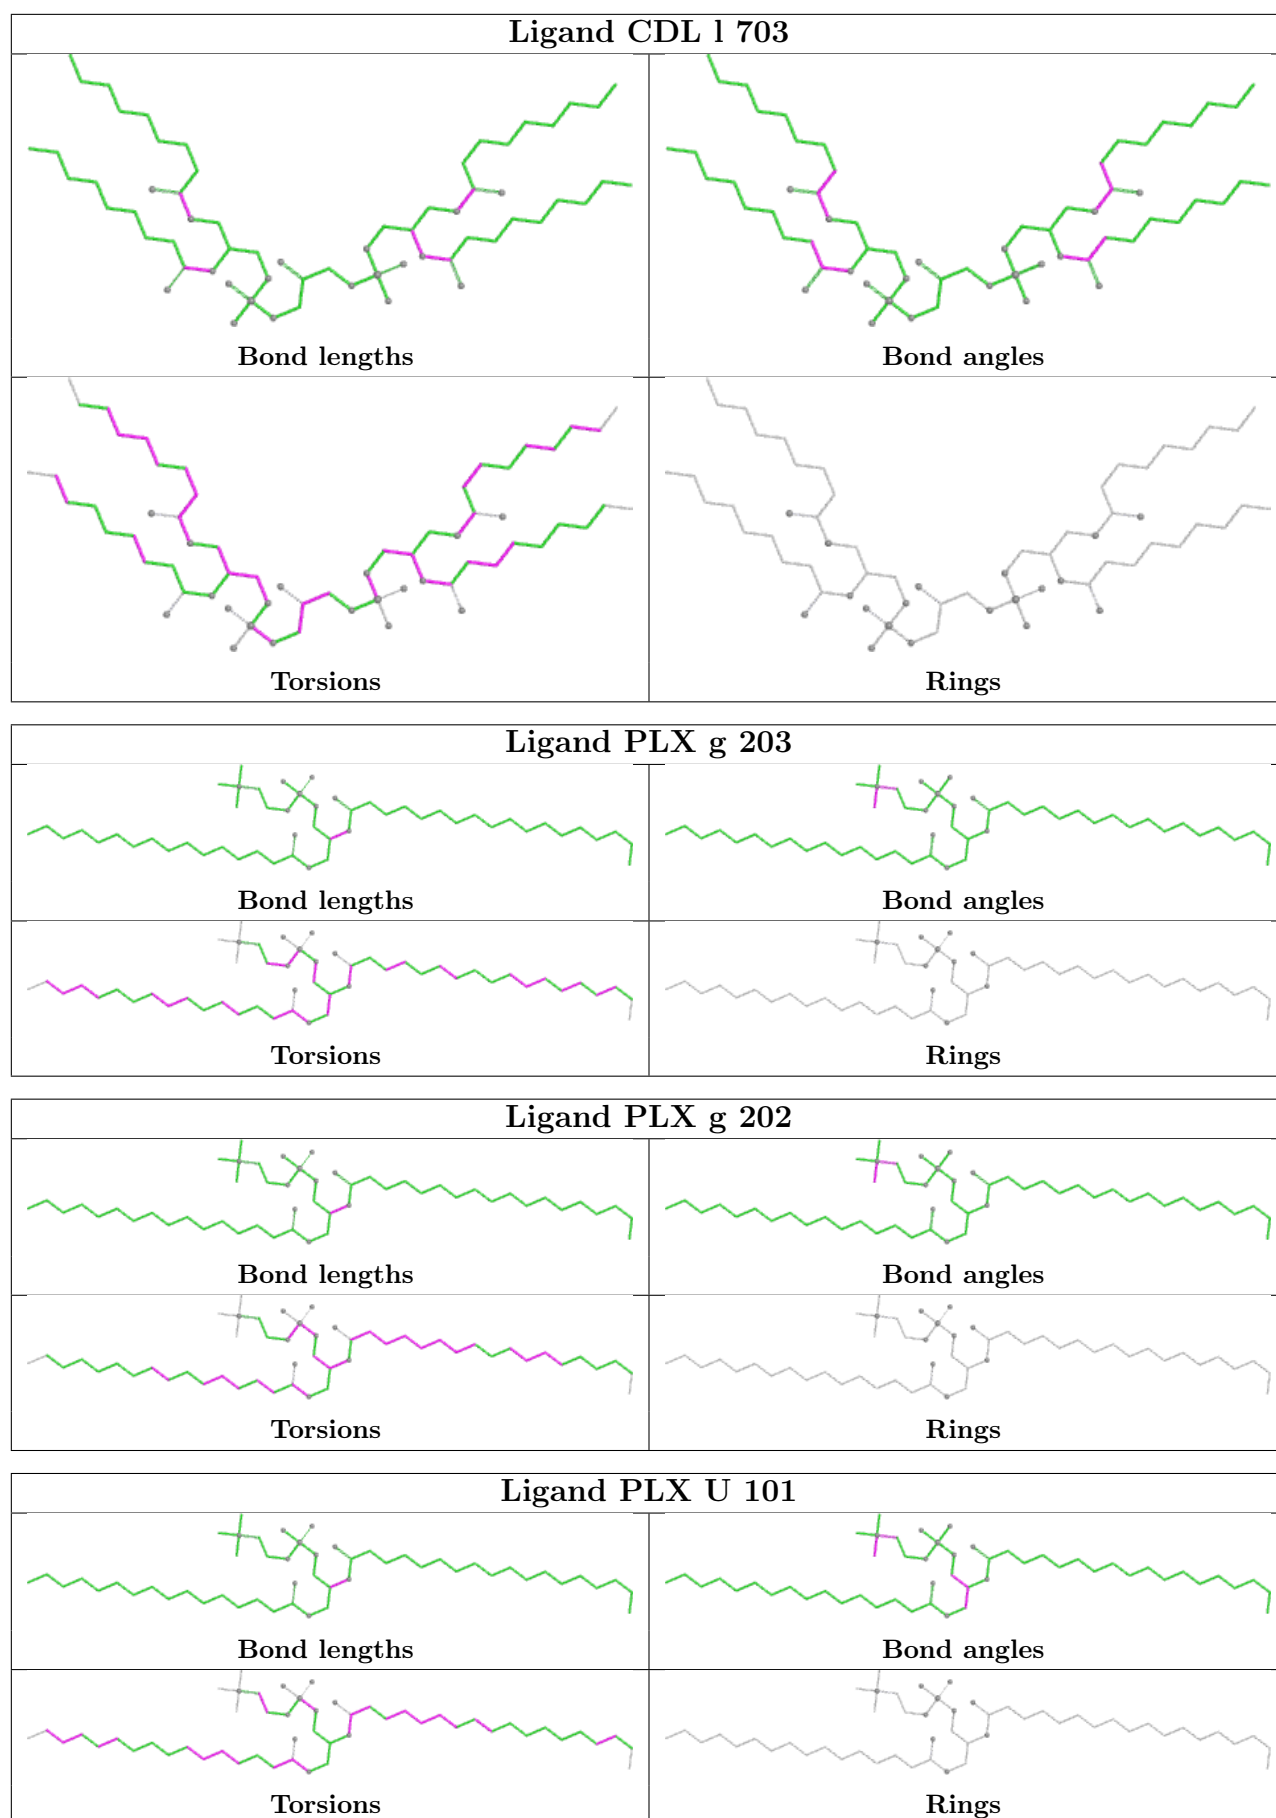 Ligand CDL l 703
Bond lengths
Bond angles
Torsions
Rings
Ligand PLX g 203
Bond lengths
Bond angles
Torsions
Rings
Ligand PLX g 202
Bond lengths
Bond angles
Torsions
Rings
Ligand PLX U 101
Bond lengths
Bond angles
Torsions
Rings